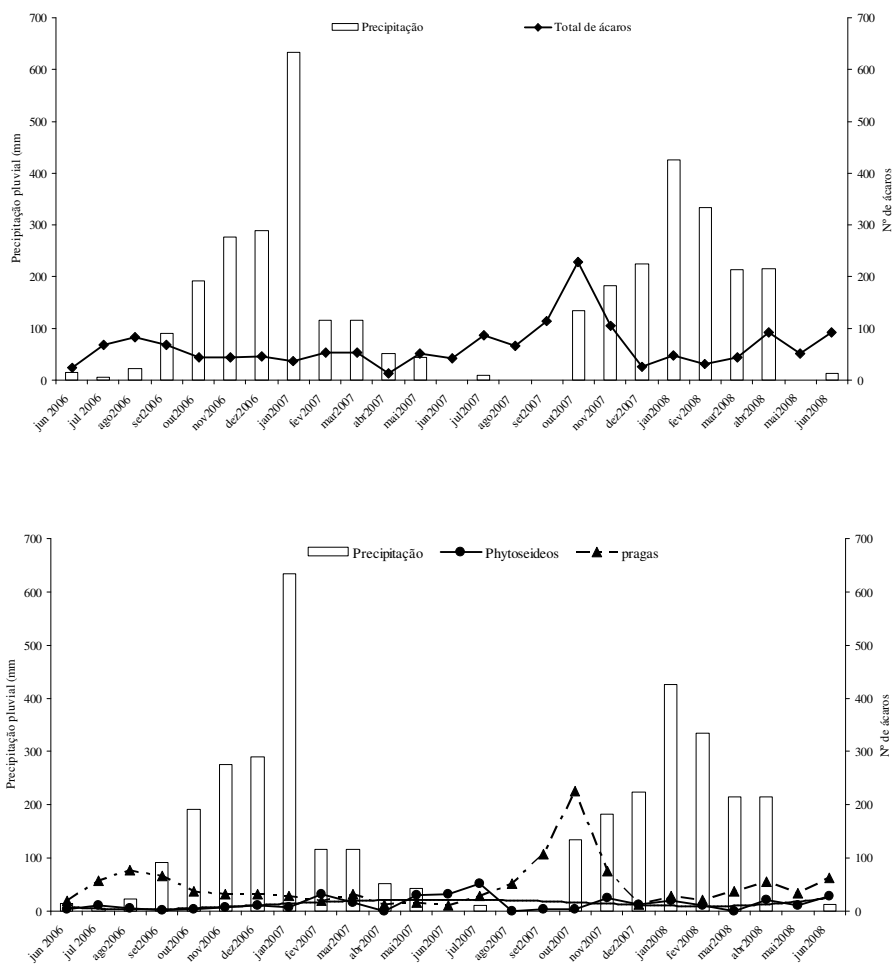 Precipitação Total de ácaros
700
600
500
400
300
200
100
0
Precipitação pluvial (mm
700
600
500
400
300
200
100
0
Nº de ácaros
jun 2006
jul 2006
ago2006
set2006
out2006
nov2006
dez2006
jan2007
fev2007
mar2007
abr2007
mai2007
jun2007
jul2007
ago2007
set2007
out2007
nov2007
dez2007
jan2008
fev2008
mar2008
abr2008
mai2008
jun2008
Precipitação Phytoseideos pragas
700
600
500
400
300
200
100
0
Precipitação pluvial (mm
700
600
500
400
300
200
100
0
Nº de ácaros
jun 2006
jul 2006
ago2006
set2006
out2006
nov2006
dez2006
jan2007
fev2007
mar2007
abr2007
mai2007
jun2007
jul2007
ago2007
set2007
out2007
nov2007
dez2007
jan2008
fev2008
mar2008
abr2008
mai2008
jun2008